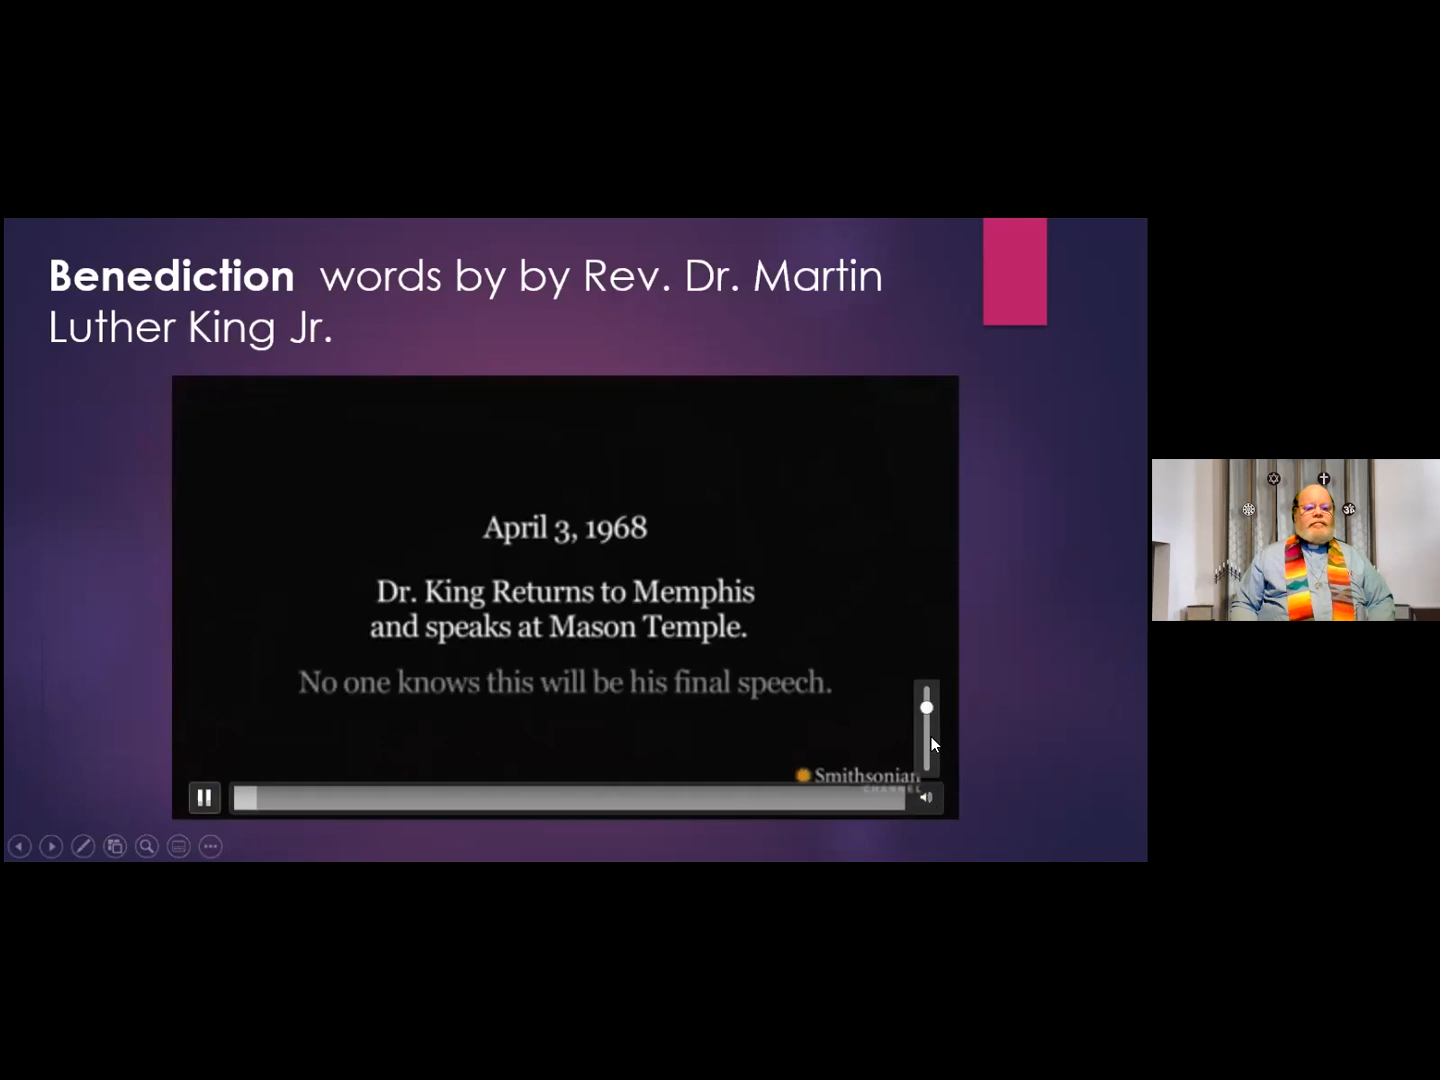 Benediction words by by Rev. Dr. Martin
Luther King Jr.
April 3, 1968
Dr. King Returns to Memphis
and speaks at Mason Temple.
No one knows this will be his final speech.
Smithsonian
CHANNEL